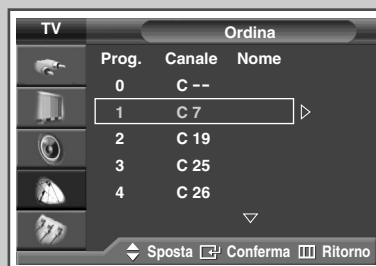 TV Ordina
Prog. Canale Nome
0 C --
1 C 7
2 C 19
3 C 25
4 C 26
Sposta Conferma Ritorno